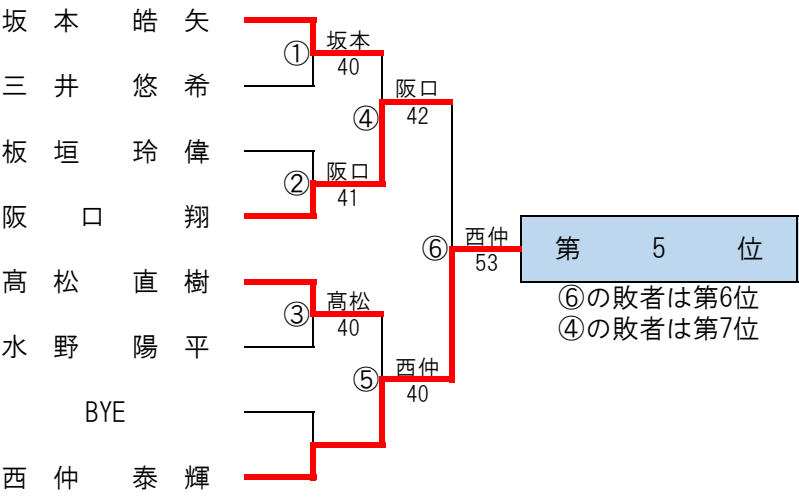 坂本 皓矢
① 坂本
40
三井 悠希
④ 阪口
42
板垣 玲偉
② 阪口
41
阪口 翔
⑥ 西仲
53
第 5 位
⑥の敗者は第6位
④の敗者は第7位
髙松 直樹
③ 髙松
40
水野 陽平
⑤ 西仲
40
BYE
西仲 泰輝